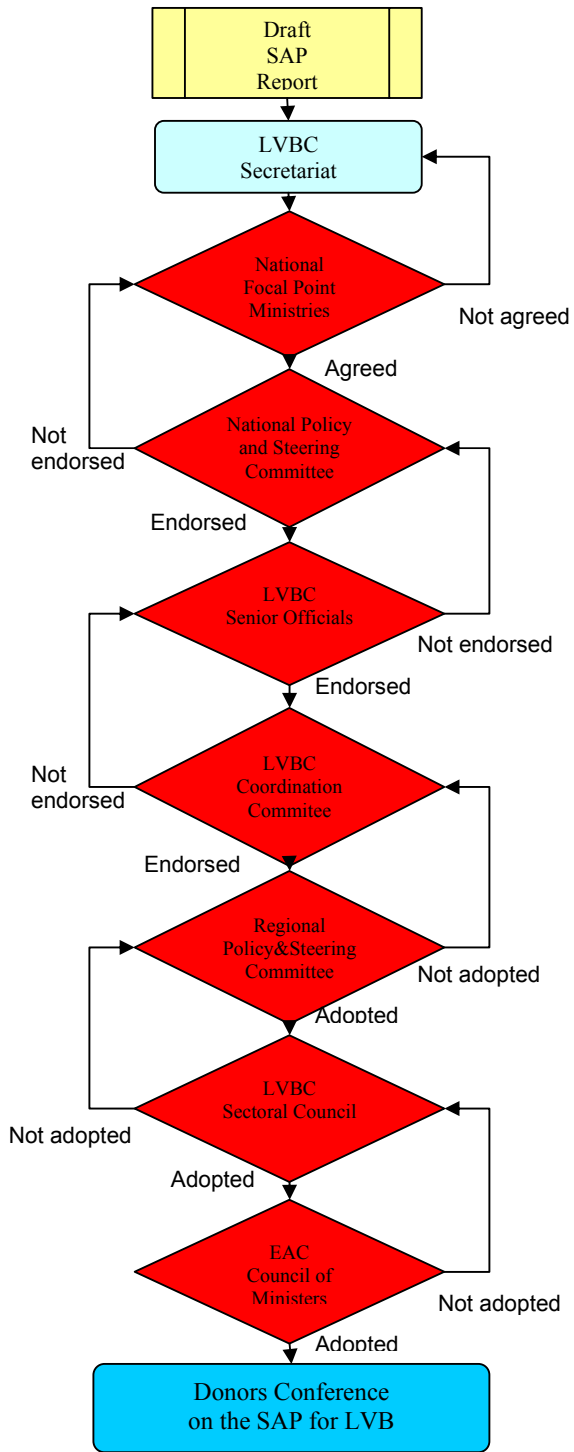 Draft
SAP
Report
LVBC
Secretariat
National
Focal Point
Ministries
Not agreed
Agreed
National Policy
and Steering
Committee
Not
endorsed
Endorsed
LVBC
Senior Officials
Not endorsed
Endorsed
LVBC
Coordination
Commitee
Not
endorsed
Endorsed
Regional
Policy&Steering
Committee
Not adopted
Adopted
LVBC
Sectoral Council
Not adopted
Adopted
EAC
Council of
Ministers
Not adopted
Adopted
Donors Conference
on the SAP for LVB